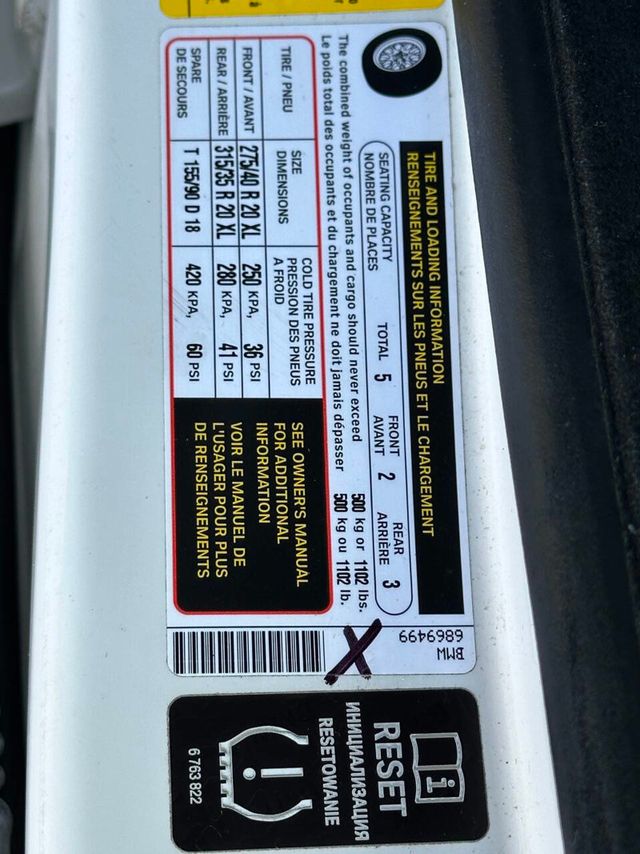 TIRE AND LOADING INFORMATION
RENSEIGNEMENTS SUR LES PNEUS ET LE CHARGEMENT
SEATING CAPACITY
NOMBRE DE PLACES
TOTAL 5
FRONT
AVANT 2
REAR
ARRIÈRE 3
The combined weight of occupants and cargo should never exceed 500 kg or 1102 lbs.
Le poids total des occupants et du chargement ne doit jamais dépasser 500 kg ou 1102 lb.
TIRE / PNEU
SIZE
DIMENSIONS
COLD TIRE PRESSURE
PRESSION DES PNEUS
A FROID
FRONT / AVANT 275/40 R 20 XL 250 KPA, 36 PSI
REAR / ARRIÈRE 315/35 R 20 XL 280 KPA, 41 PSI
SPARE
DE SECOURS T 155/90 D 18 420 KPA, 60 PSI
SEE OWNER'S MANUAL
FOR ADDITIONAL
INFORMATION
VOIR LE MANUEL DE
L'USAGER POUR PLUS
DE RENSEIGNEMENTS
BMW
6869499
X
RESET
ИНИЦИАЛИЗАЦИЯ
RESETOWANIE
6 763 822